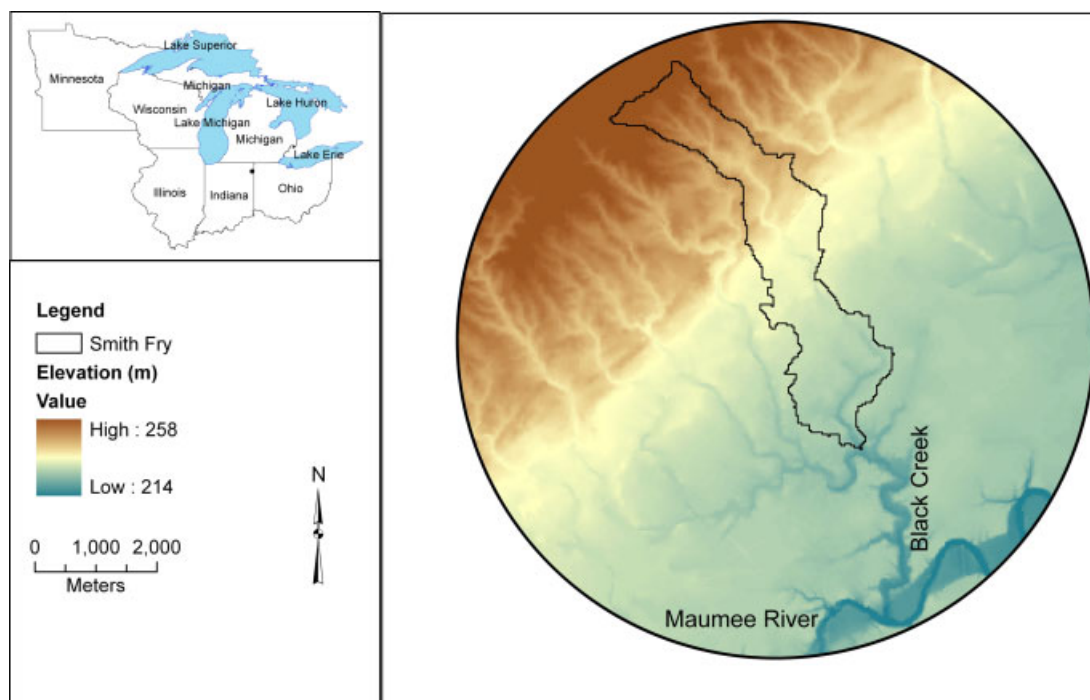 Lake Superior
Minnesota
Michigan
Wisconsin
Lake Huron
Lake Michigan
Michigan
Lake Erie
Illinois
Indiana
Ohio
Legend
Smith Fry
Elevation (m)
Value
High : 258
Low : 214
N
0 1,000 2,000
Meters
Black Creek
Maumee River